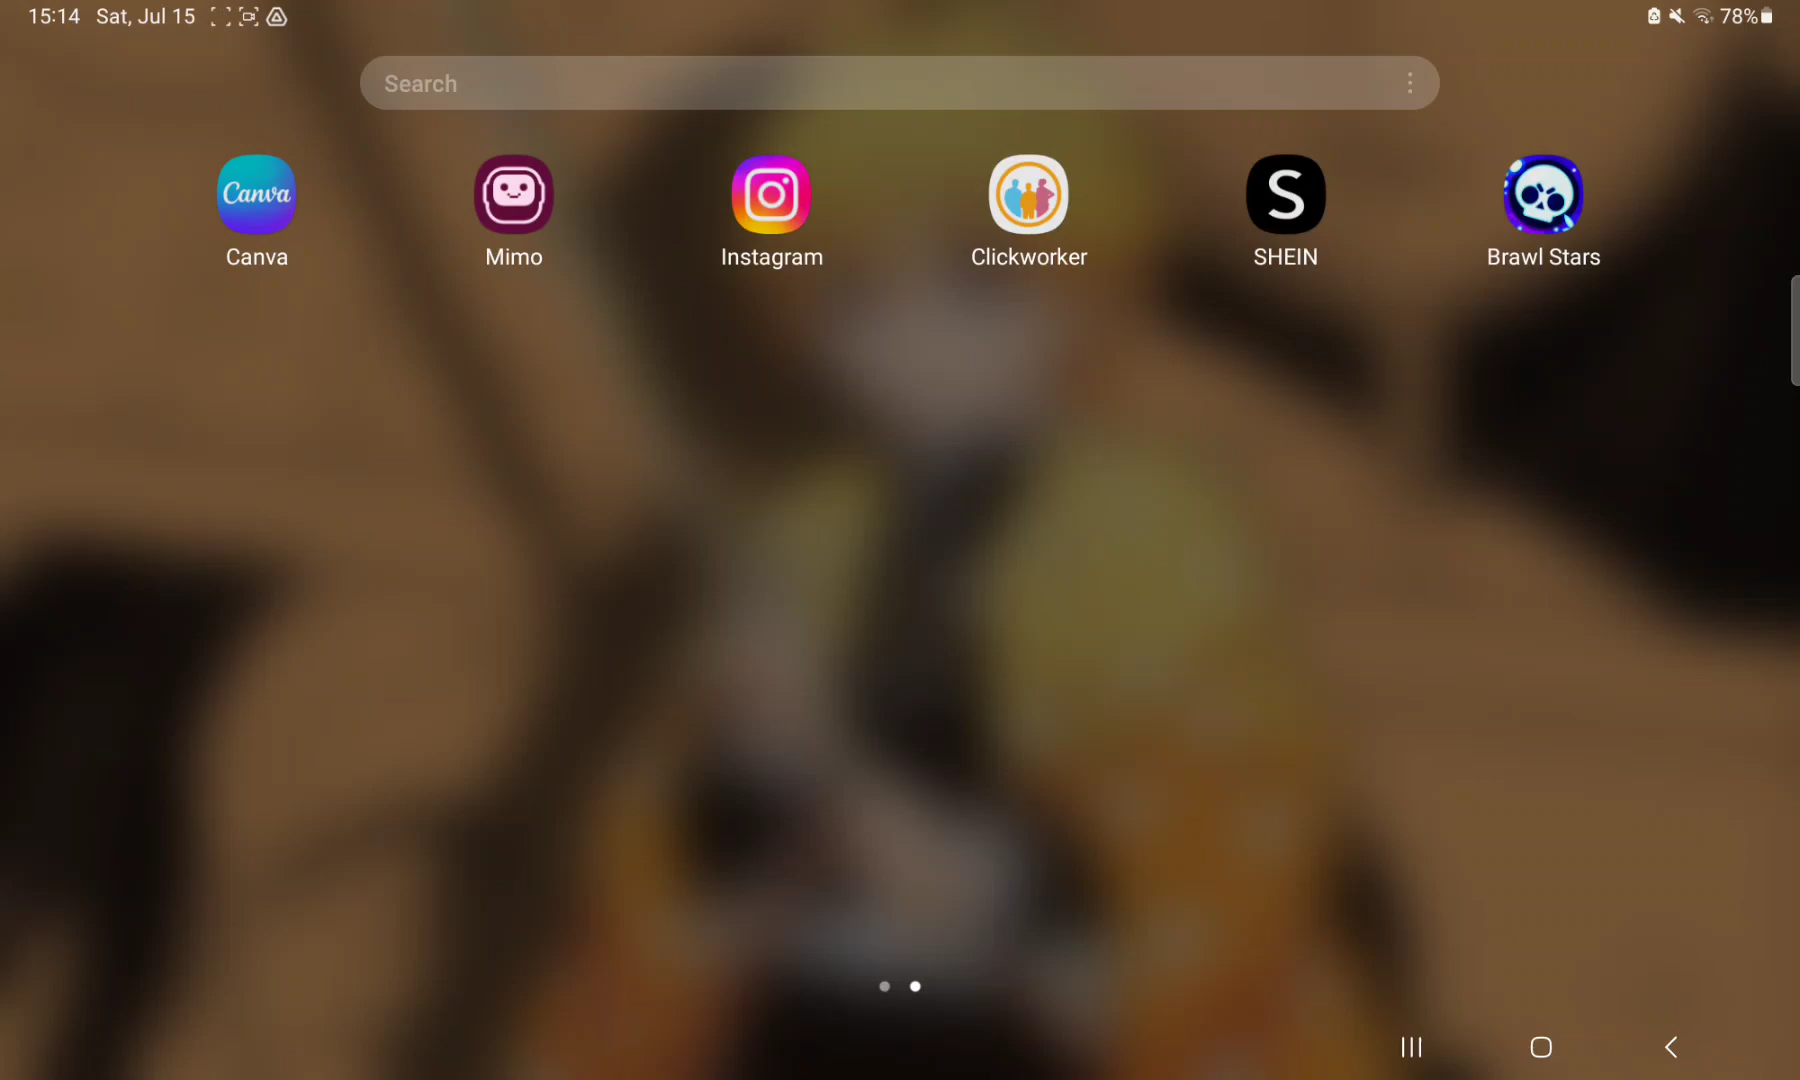 15:14 Sat, Jul 15 78%
Search
Canva
S
Canva Mimo Instagram Clickworker SHEIN Brawl Stars